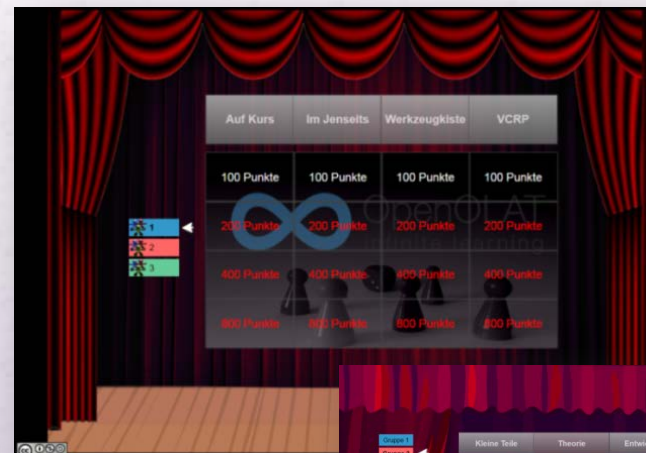 Auf Kurs Im Jenseits Werkzeugkiste VCRP
100 Punkte 100 Punkte 100 Punkte 100 Punkte
OpenOLAT
200 Punkte 200 Punkte 200 Punkte 200 Punkte
infinite learning
400 Punkte 400 Punkte 400 Punkte 400 Punkte
800 Punkte 800 Punkte 800 Punkte 800 Punkte
1
2
3
Gruppe 1
Kleine Teile Theorie